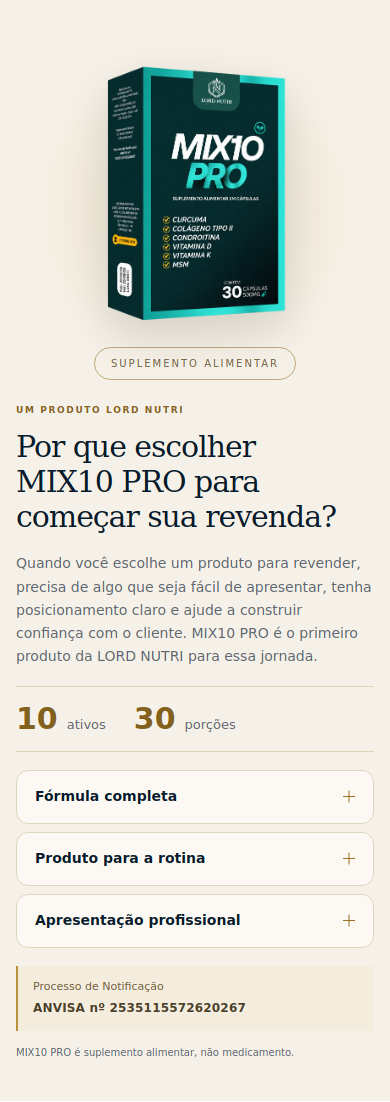 LORD NUTRI
MIX10
PRO
SUPLEMENTO ALIMENTAR EM CÁPSULAS
CURCUMA
COLÁGENO TIPO II
CONDROITINA
VITAMINA D
VITAMINA K
MSM
CONTÉM
30 CÁPSULAS
500MG
SUPLEMENTO ALIMENTAR
UM PRODUTO LORD NUTRI
Por que escolher
MIX10 PRO para
começar sua revenda?
Quando você escolhe um produto para revender,
precisa de algo que seja fácil de apresentar, tenha
posicionamento claro e ajude a construir
confiança com o cliente. MIX10 PRO é o primeiro
produto da LORD NUTRI para essa jornada.
10 ativos 30 porções
Fórmula completa
Produto para a rotina
Apresentação profissional
Processo de Notificação
ANVISA nº 2535115572620267
MIX10 PRO é suplemento alimentar, não medicamento.